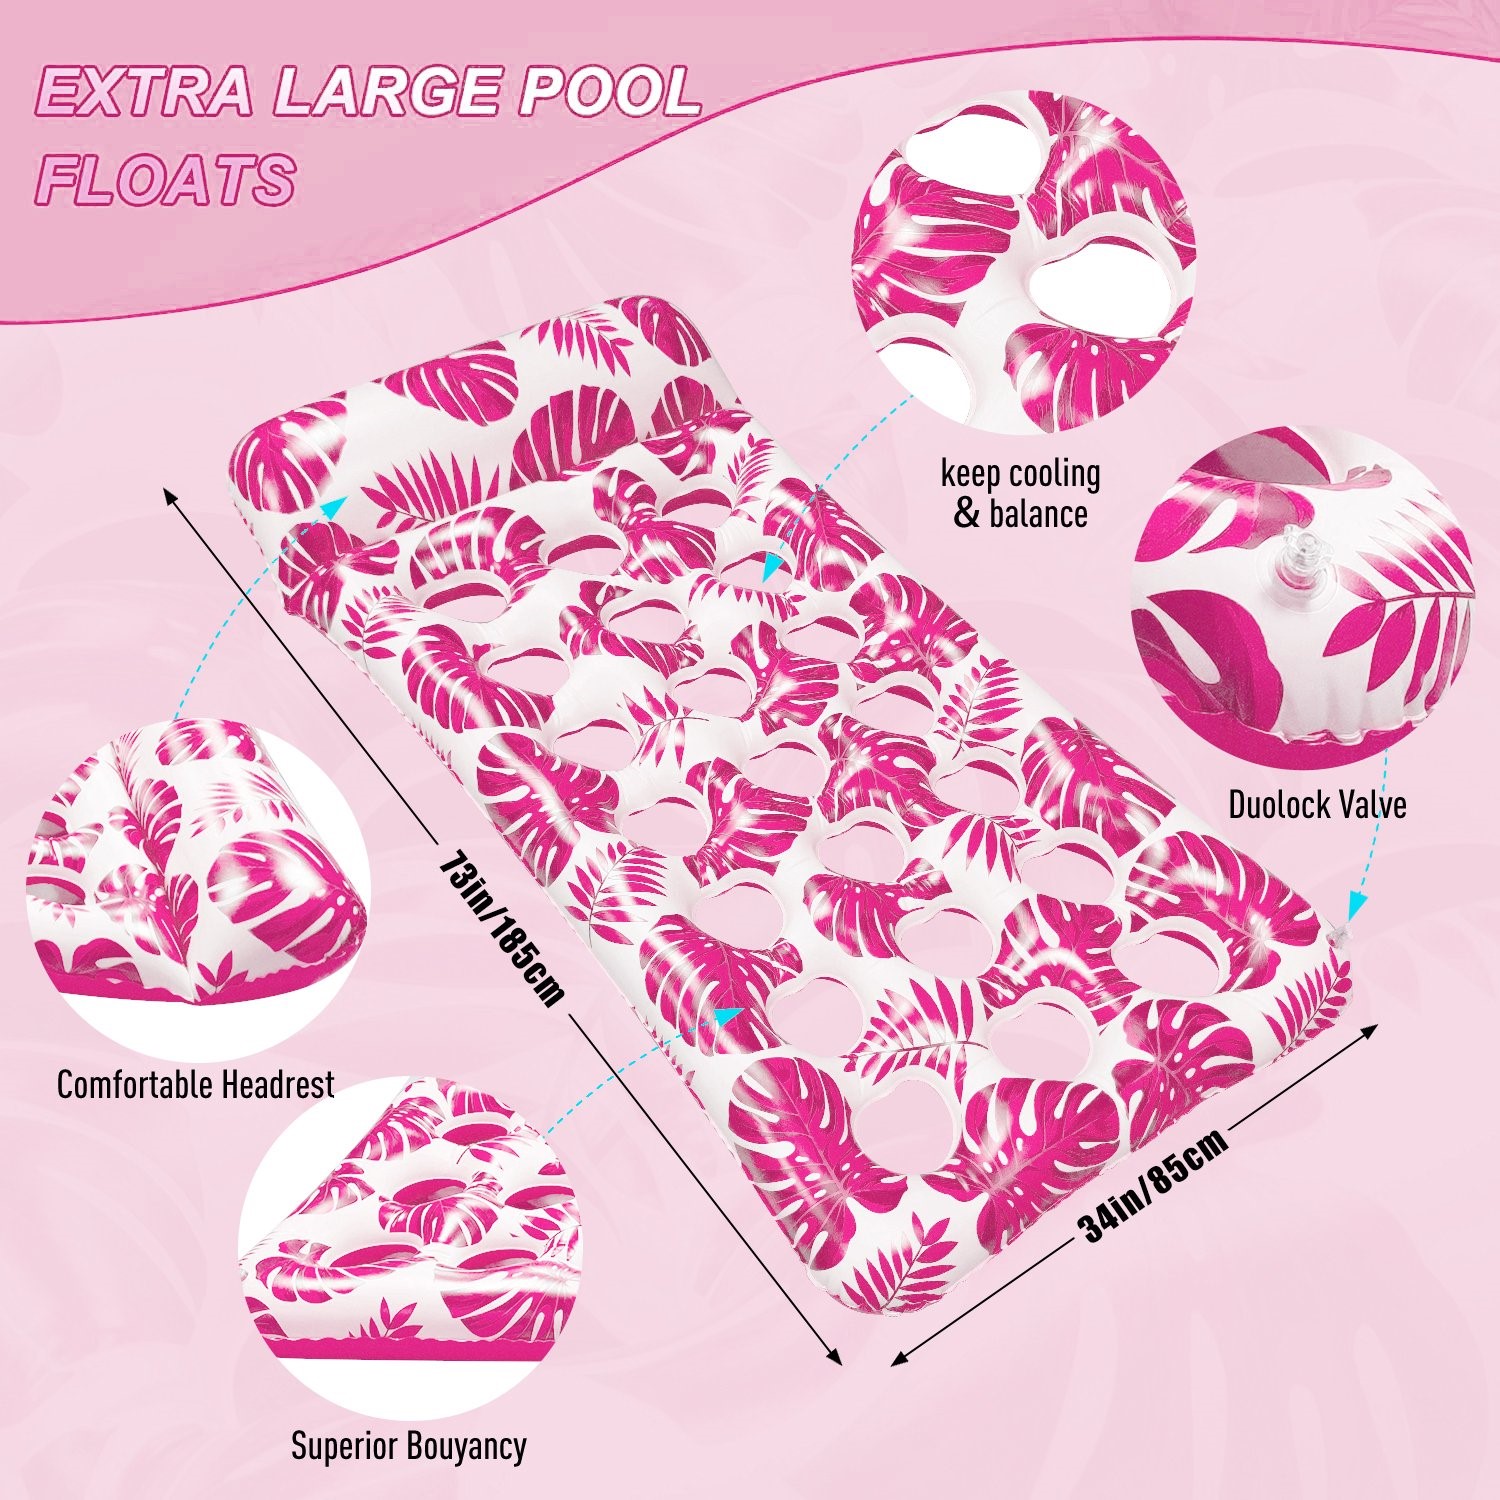 EXTRA LARGE POOL
FLOATS
keep cooling
& balance
Duolock Valve
73in/185cm
Comfortable Headrest
34in/85cm
Superior Bouyancy